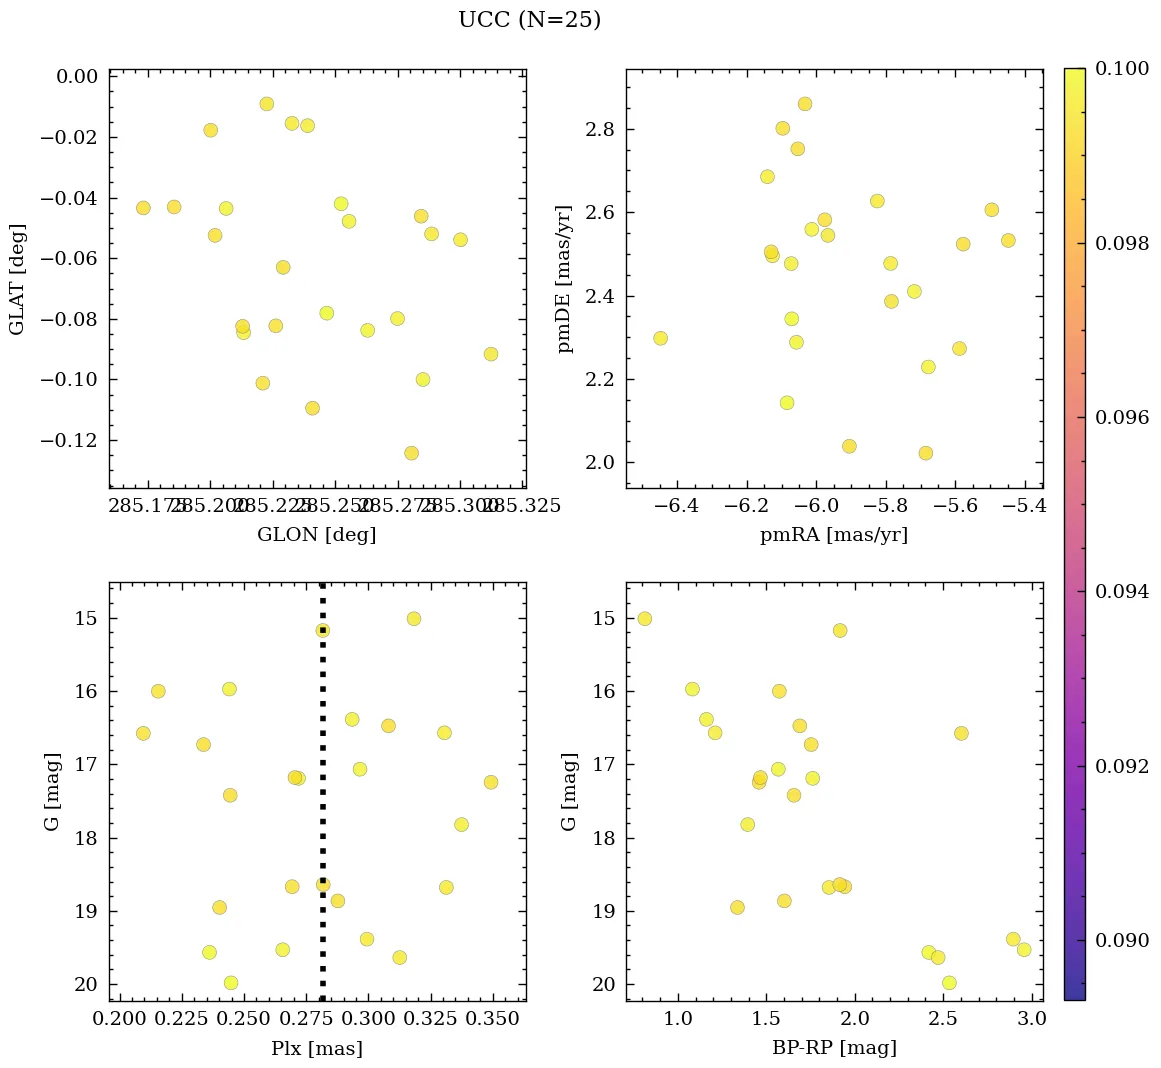 UCC (N=25)
0.00
−0.02
−0.04
−0.06
−0.08
−0.10
−0.12
GLAT [deg]
285.175 285.200 285.225 285.250 285.275 285.300 285.325
GLON [deg]
2.8
2.6
2.4
2.2
2.0
pmDE [mas/yr]
−6.4 −6.2 −6.0 −5.8 −5.6 −5.4
pmRA [mas/yr]
0.100
0.098
0.096
0.094
0.092
0.090
15
16
17
18
19
20
G [mag]
0.200 0.225 0.250 0.275 0.300 0.325 0.350
Plx [mas]
15
16
17
18
19
20
G [mag]
1.0 1.5 2.0 2.5 3.0
BP-RP [mag]